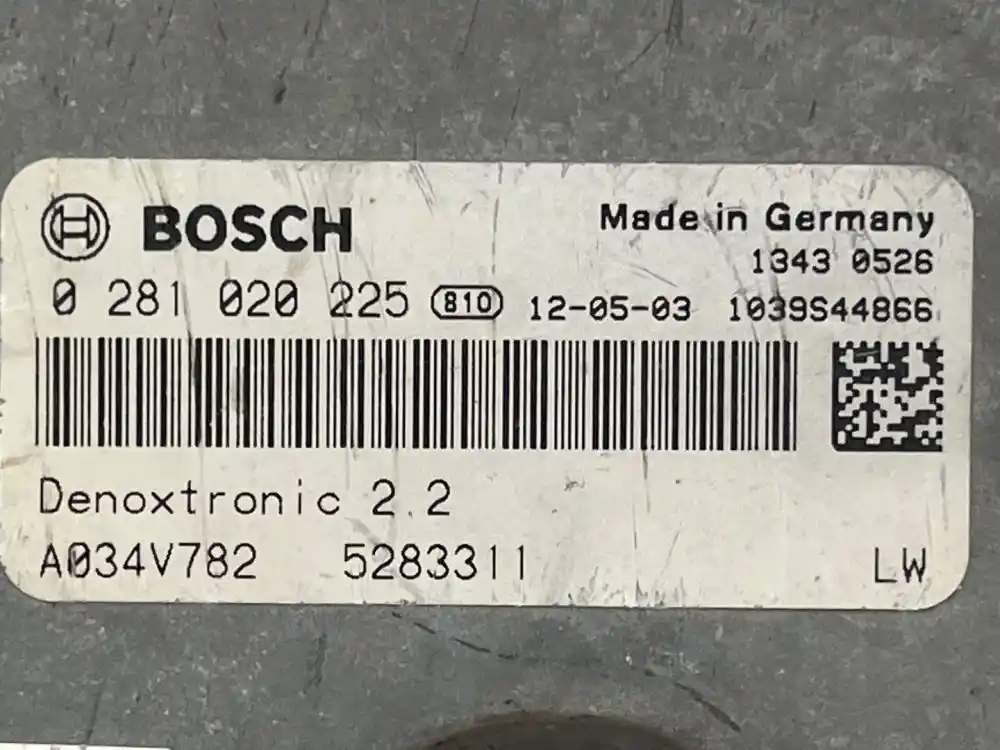 BOSCH
Made in Germany
1343 0526
0 281 020 225 810 12-05-03 1039S44866
Denoxtronic 2.2
A034V782 5283311 LW